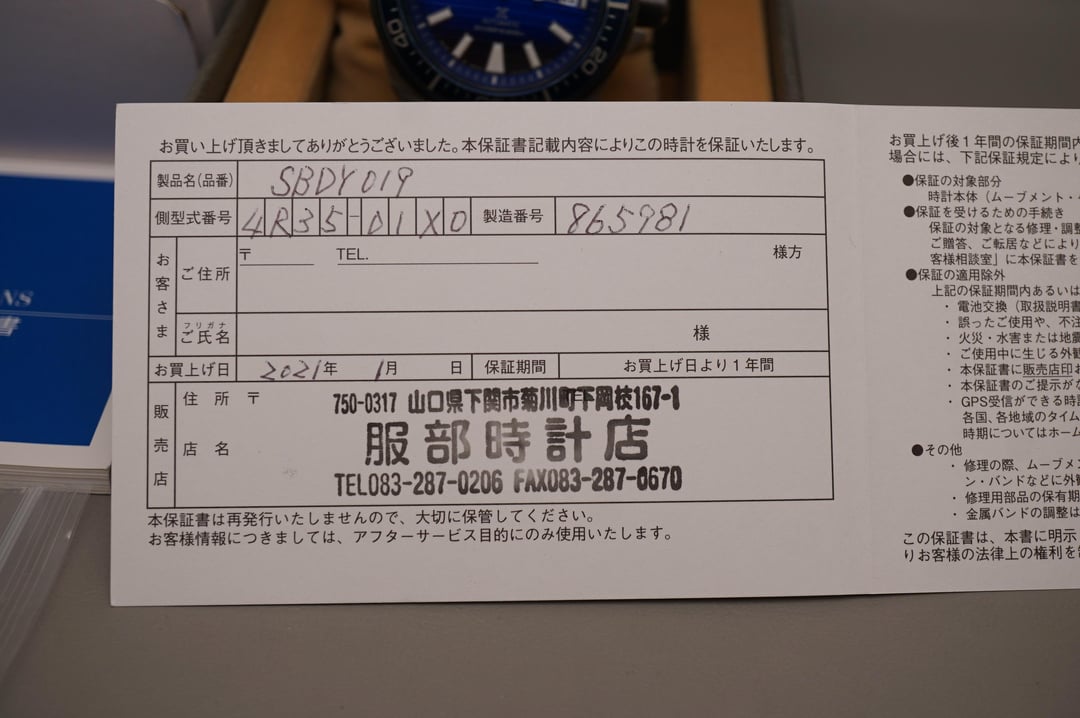 お買い上げ頂きましてありがとうございました。本保証書記載内容によりこの時計を保証いたします。
製品名(品番) SBDY019
側型式番号 4R35-01X0 製造番号 865981
お客さま
ご住所 〒 TEL. 様方
フリガナ
ご氏名 様
お買上げ日 2021年 1月 日 保証期間 お買上げ日より1年間
販売店
住所 〒 750-0317 山口県下関市菊川町下岡枝167-1
店名 服部時計店
TEL083-287-0206 FAX083-287-0670
本保証書は再発行いたしませんので、大切に保管してください。
お客様情報につきましては、アフターサービス目的にのみ使用いたします。
お買上げ後1年間の保証期間内
場合には、下記保証規定により
●保証の対象部分
時計本体(ムーブメント・
●保証を受けるための手続き
保証の対象となる修理・調整
ご贈答、ご転居などにより
客様相談室」に本保証書を
●保証の適用除外
上記の保証期間内あるいは
・電池交換(取扱説明書
・誤ったご使用や、不注
・火災・水害または地震
・ご使用中に生じる外観
・本保証書に販売店印お
・本保証書のご提示がな
・GPS受信ができる時計
各国、各地域のタイム
時期についてはホーム
●その他
・修理の際、ムーブメン
ン・バンドなどに外観
・修理用部品の保有期
・金属バンドの調整は
この保証書は、本書に明示
りお客様の法律上の権利を
40
20
NS
書